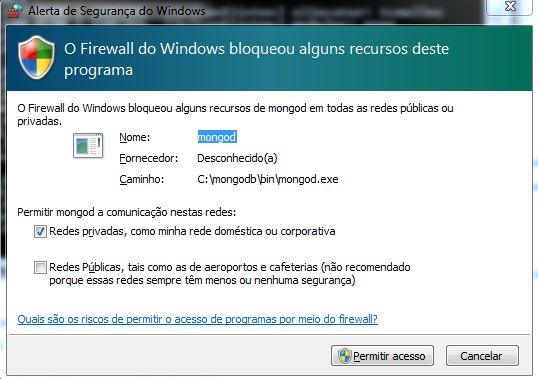 Alerta de Segurança do Windows
O Firewall do Windows bloqueou alguns recursos deste
programa
O Firewall do Windows bloqueou alguns recursos de mongod em todas as redes públicas ou
privadas.
Nome: mongod
Fornecedor: Desconhecido(a)
Caminho: C:\mongodb\bin\mongod.exe
Permitir mongod a comunicação nestas redes:
Redes privadas, como minha rede doméstica ou corporativa
Redes Públicas, tais como as de aeroportos e cafeterias (não recomendado
porque essas redes sempre têm menos ou nenhuma segurança)
Quais são os riscos de permitir o acesso de programas por meio do firewall?
Permitir acesso
Cancelar